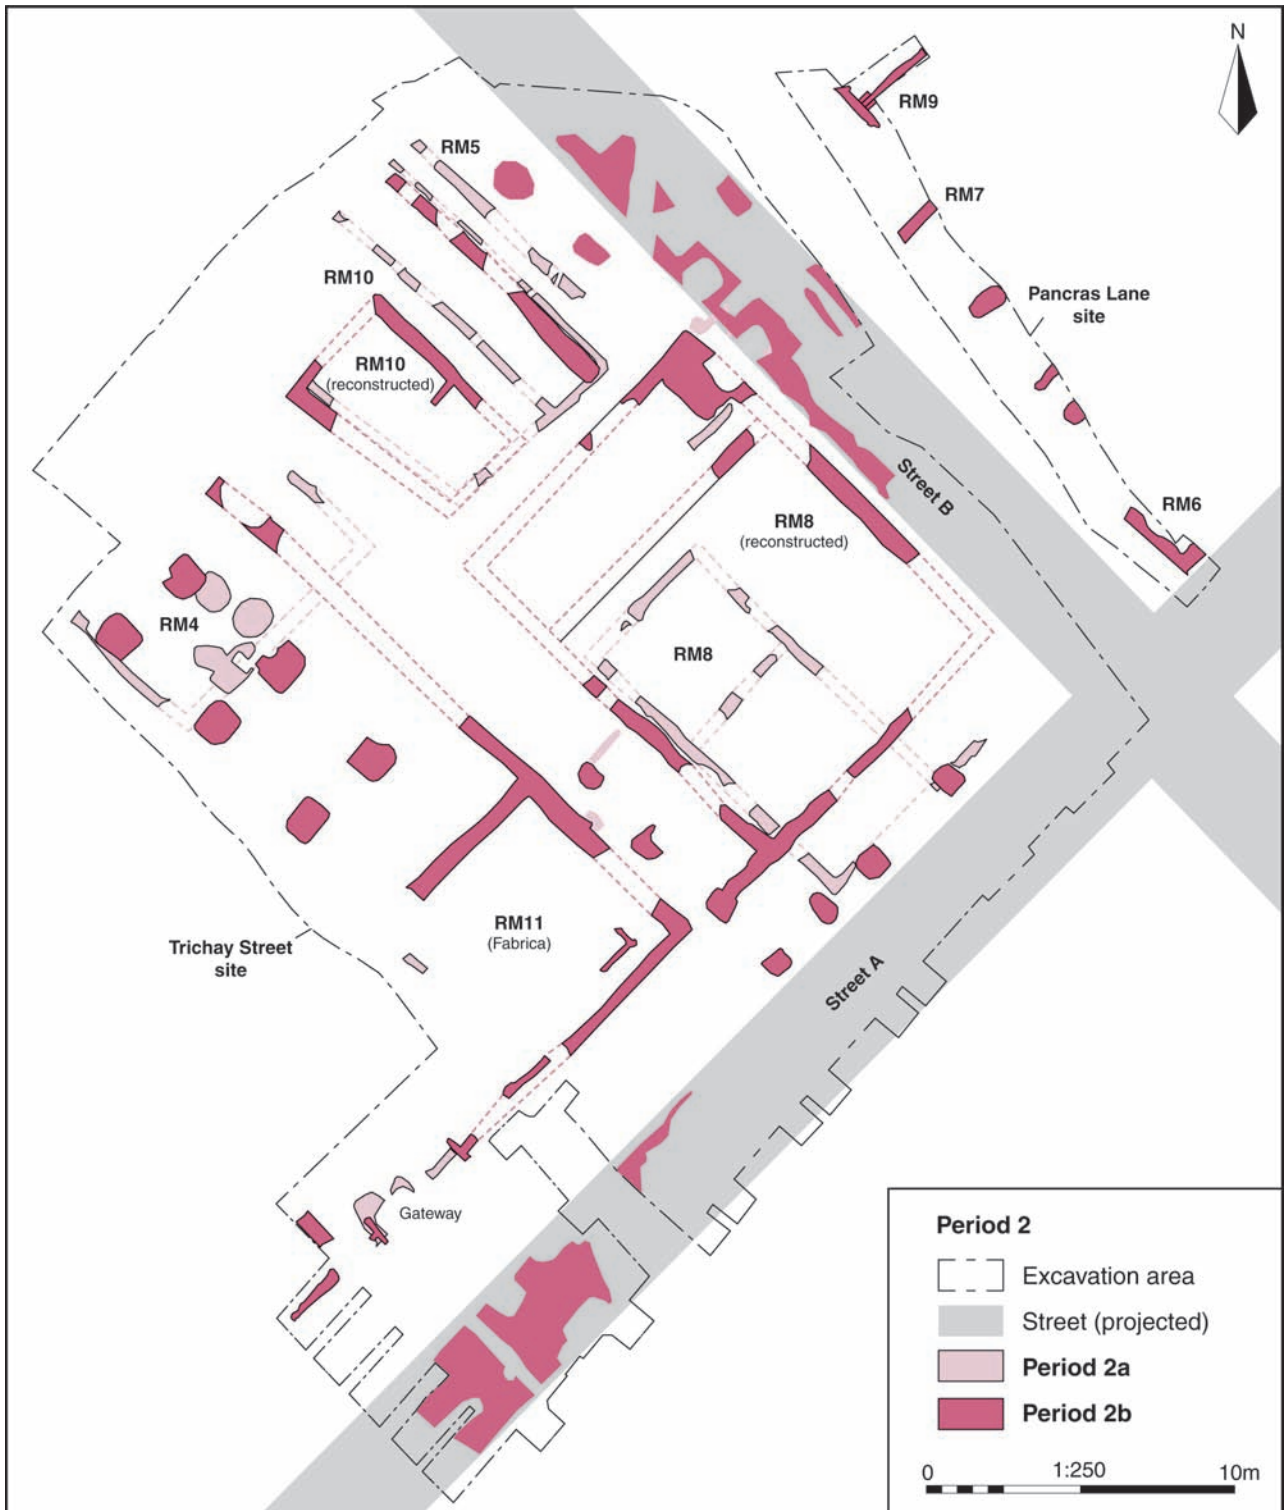 N
RM9
RM5
RM7
RM10
Pancras Lane
site
RM10
(reconstructed)
Street B
RM6
RM8
(reconstructed)
RM4
RM8
RM11
(Fabrica)
Trichay Street
site
Street A
Gateway
Period 2
Excavation area
Street (projected)
Period 2a
Period 2b
0 1:250 10m